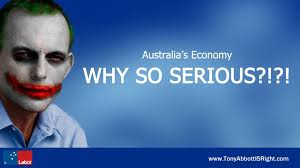 Australia's Economy
WHY SO SERIOUS?!?!
Labor
www.TonyAbbottISRight.com